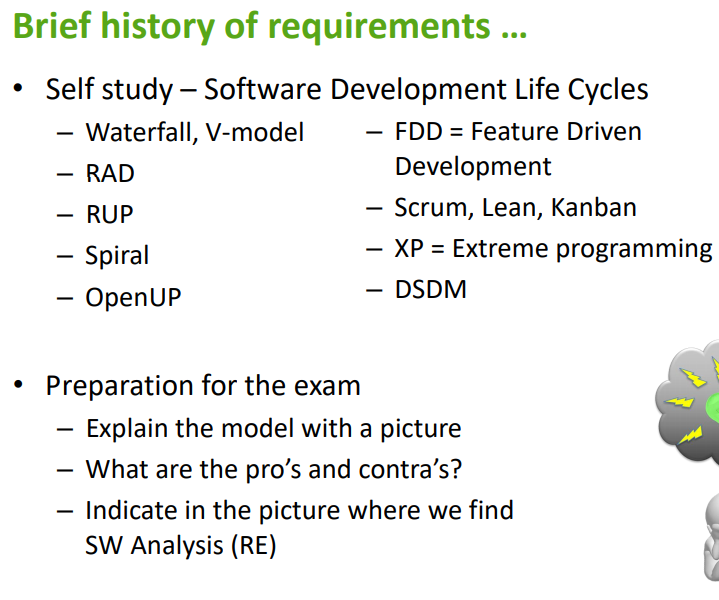 Brief history of requirements ...
• Self study – Software Development Life Cycles
– Waterfall, V-model
– RAD
– RUP
– Spiral
– OpenUP
– FDD = Feature Driven
Development
– Scrum, Lean, Kanban
– XP = Extreme programming
– DSDM
• Preparation for the exam
– Explain the model with a picture
– What are the pro's and contra's?
– Indicate in the picture where we find
SW Analysis (RE)